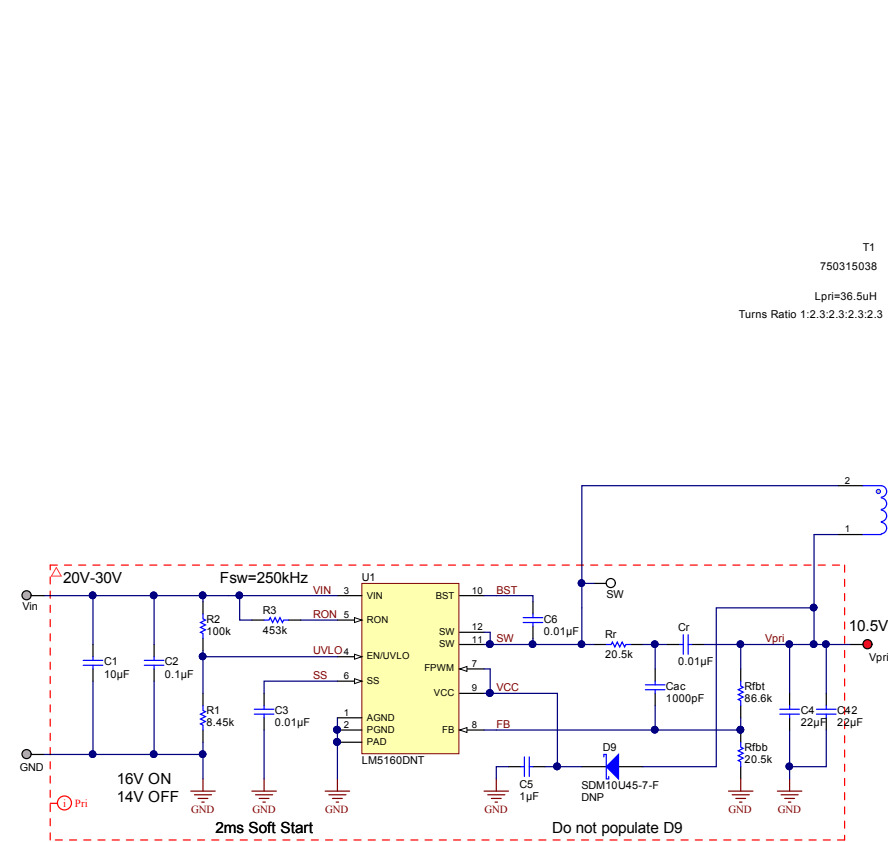 T1
750315038
Lpri=36.5uH
Turns Ratio 1:2.3:2.3:2.3:2.3
2
1
20V-30V
Fsw=250kHz
U1
Vin
VIN 3 VIN
BST 10 BST
SW
R2
100k
R3
453k
RON 5 RON
C6
0.01µF
10.5V
SW 12
SW 11 SW
Rr
20.5k
Cr
0.01µF
Vpri
Vpri
UVLO 4 EN/UVLO
FPWM 7
C1
10µF
C2
0.1µF
SS 6 SS
VCC 9 VCC
Cac
1000pF
Rfbt
86.6k
R1
8.45k
C3
0.01µF
1 AGND
2 PGND
PAD
FB 8 FB
C4
22µF
C42
22µF
LM5160DNT
GND
D9
Rfbb
20.5k
16V ON
14V OFF
C5
1µF
SDM10U45-7-F
DNP
Pri
GND
GND
GND
GND
GND
GND
2ms Soft Start
Do not populate D9